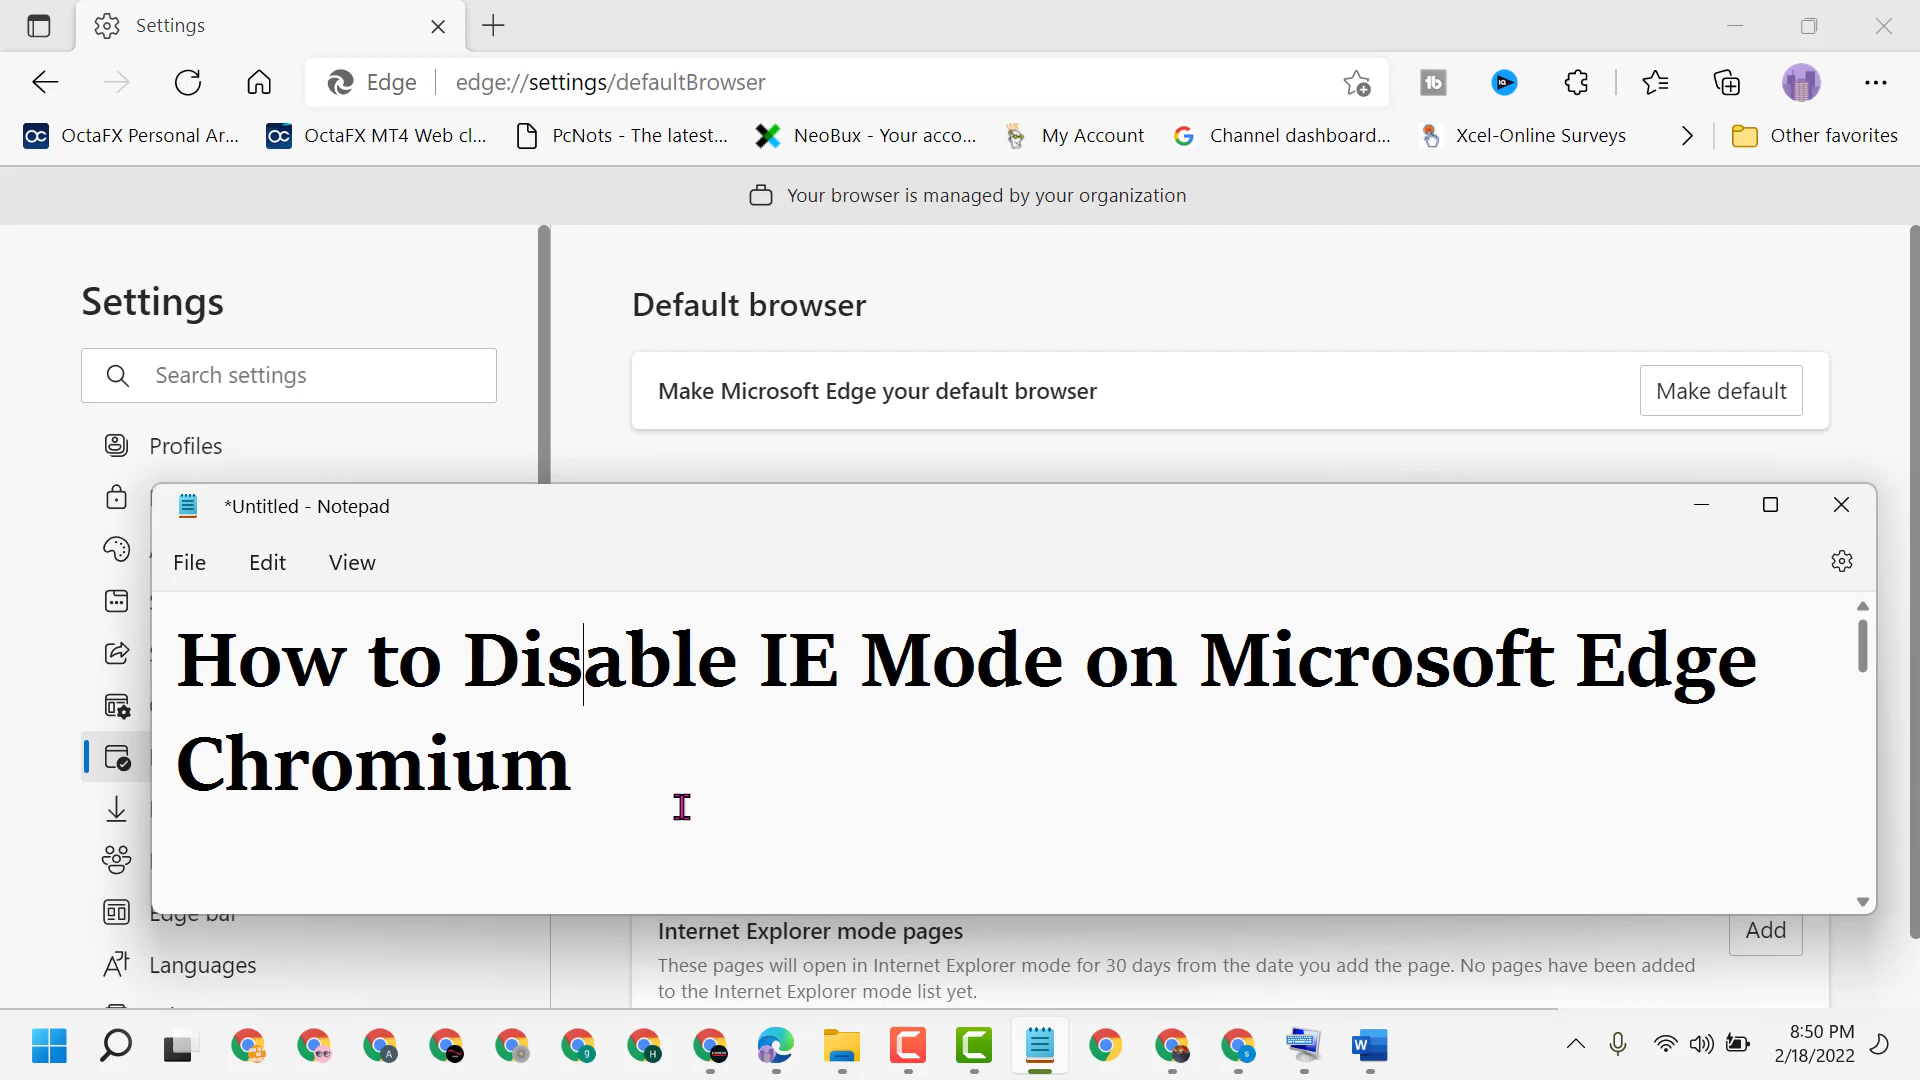 Settings
Edge edge://settings/defaultBrowser
OctaFX Personal Ar... OctaFX MT4 Web cl... PcNots - The latest... NeoBux - Your acco... My Account Channel dashboard... Xcel-Online Surveys Other favorites
Your browser is managed by your organization
Settings
Search settings
Profiles
Default browser
Make Microsoft Edge your default browser
Make default
*Untitled - Notepad
File Edit View
How to Disable IE Mode on Microsoft Edge
Chromium
Edge bar
Languages
Internet Explorer mode pages
Add
These pages will open in Internet Explorer mode for 30 days from the date you add the page. No pages have been added
to the Internet Explorer mode list yet.
8:50 PM
2/18/2022